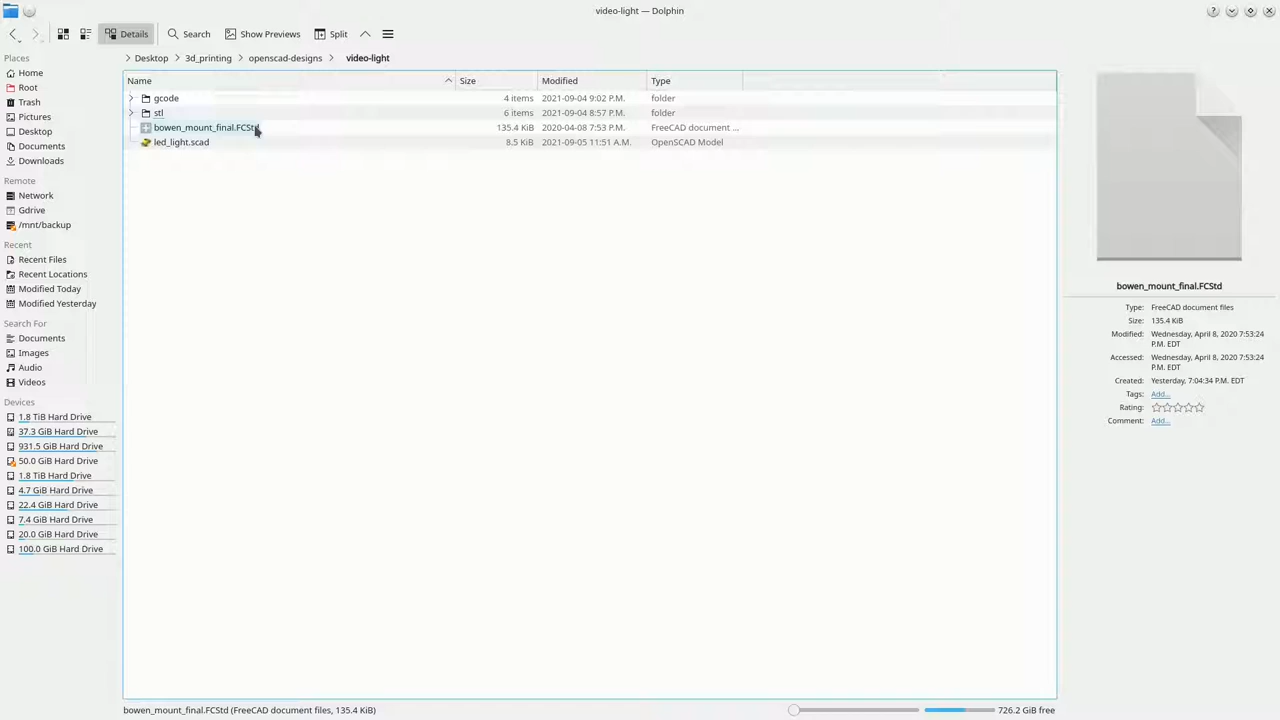 video-light — Dolphin
Details
Search
Show Previews
Split
Places
Desktop
3d_printing
openscad-designs
video-light
Home
Root
Trash
Pictures
Desktop
Documents
Downloads
Remote
Network
Gdrive
/mnt/backup
Recent
Recent Files
Recent Locations
Modified Today
Modified Yesterday
Search For
Documents
Images
Audio
Videos
Devices
1.8 TiB Hard Drive
37.3 GiB Hard Drive
931.5 GiB Hard Drive
50.0 GiB Hard Drive
1.8 TiB Hard Drive
4.7 GiB Hard Drive
22.4 GiB Hard Drive
7.4 GiB Hard Drive
20.0 GiB Hard Drive
100.0 GiB Hard Drive
Name Size Modified Type
gcode 4 items 2021-09-04 9:02 P.M. folder
stl 6 items 2021-09-04 8:57 P.M. folder
bowen_mount_final.FCStd 135.4 KiB 2020-04-08 7:53 P.M. FreeCAD document ...
led_light.scad 8.5 KiB 2021-09-05 11:51 A.M. OpenSCAD Model
bowen_mount_final.FCStd
Type: FreeCAD document files
Size: 135.4 KiB
Modified: Wednesday, April 8, 2020 7:53:24
P.M. EDT
Accessed: Wednesday, April 8, 2020 7:53:24
P.M. EDT
Created: Yesterday, 7:04:34 P.M. EDT
Tags: Add...
Rating:
Comment: Add...
bowen_mount_final.FCStd (FreeCAD document files, 135.4 KiB)
726.2 GiB free